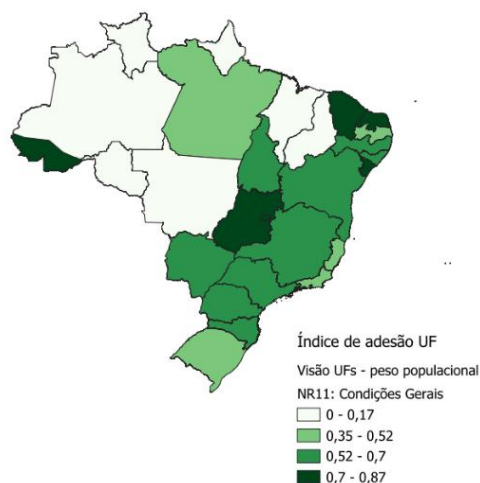 Índice de adesão UF
Visão UFs - peso populacional
NR11: Condições Gerais
0 - 0,17
0,35 - 0,52
0,52 - 0,7
0,7 - 0,87